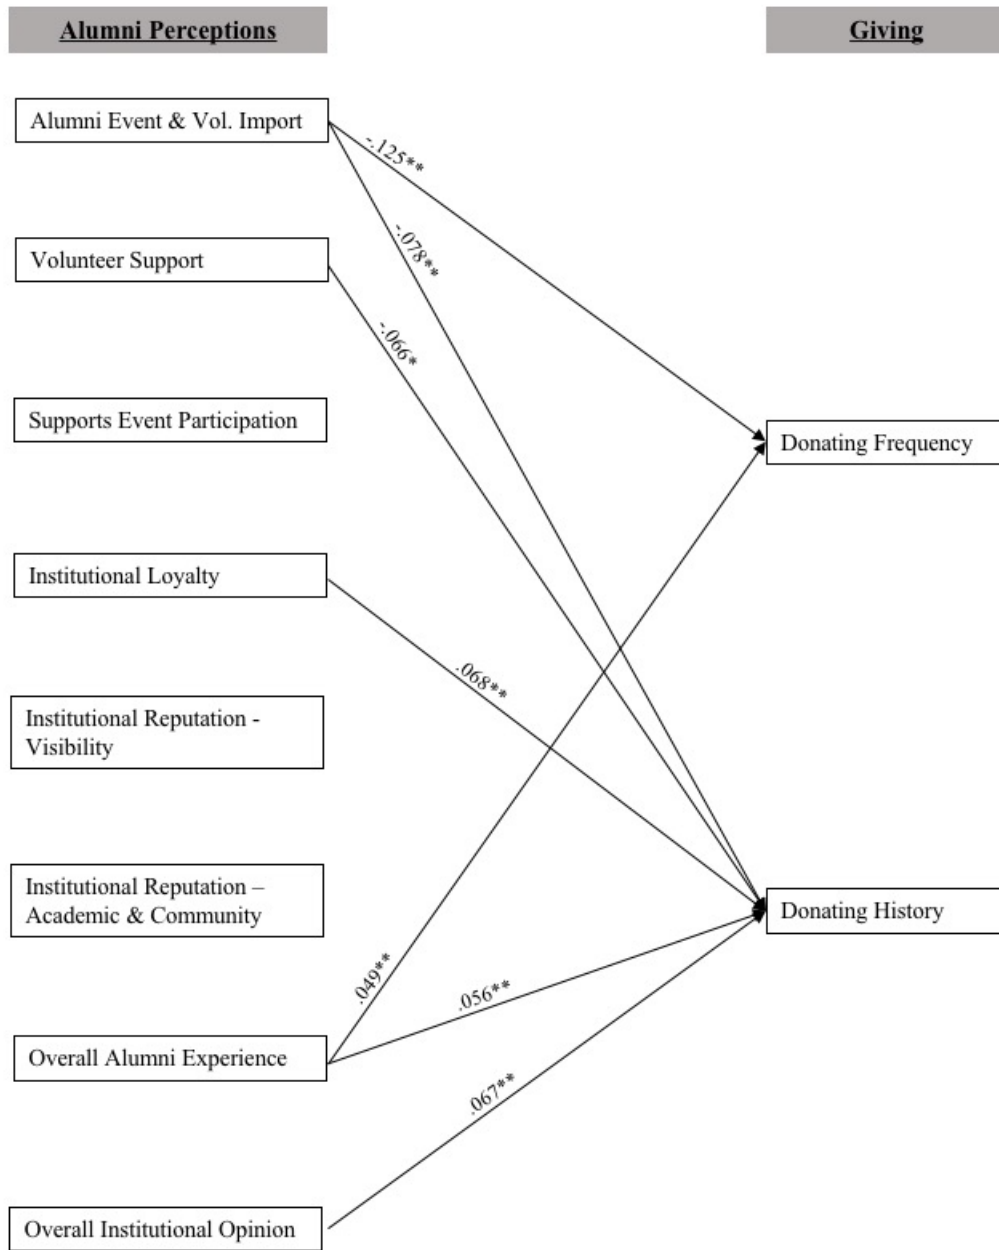 Alumni Perceptions
Giving
Alumni Event & Vol. Import
-.125**
-.078**
Volunteer Support
-.066*
Supports Event Participation
Donating Frequency
Institutional Loyalty
.068**
Institutional Reputation -
Visibility
Institutional Reputation –
Academic & Community
Donating History
.049**
.056**
Overall Alumni Experience
.067**
Overall Institutional Opinion